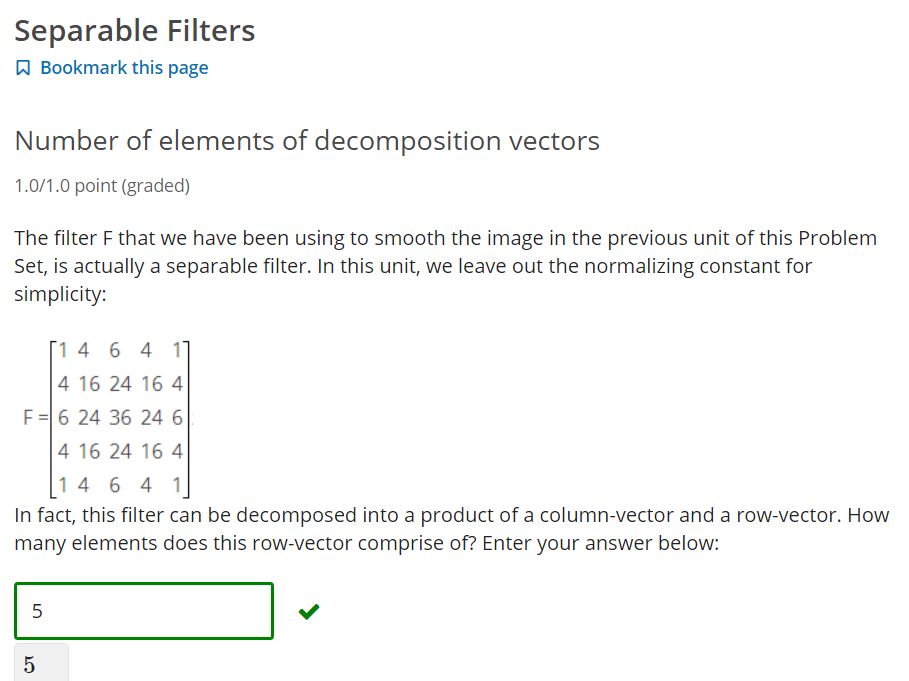 Separable Filters
Bookmark this page
Number of elements of decomposition vectors
1.0/1.0 point (graded)
The filter F that we have been using to smooth the image in the previous unit of this Problem
Set, is actually a separable filter. In this unit, we leave out the normalizing constant for
simplicity:
1 4 6 4 1
4 16 24 16 4
F = 6 24 36 24 6
4 16 24 16 4
1 4 6 4 1
In fact, this filter can be decomposed into a product of a column-vector and a row-vector. How
many elements does this row-vector comprise of? Enter your answer below:
5
5